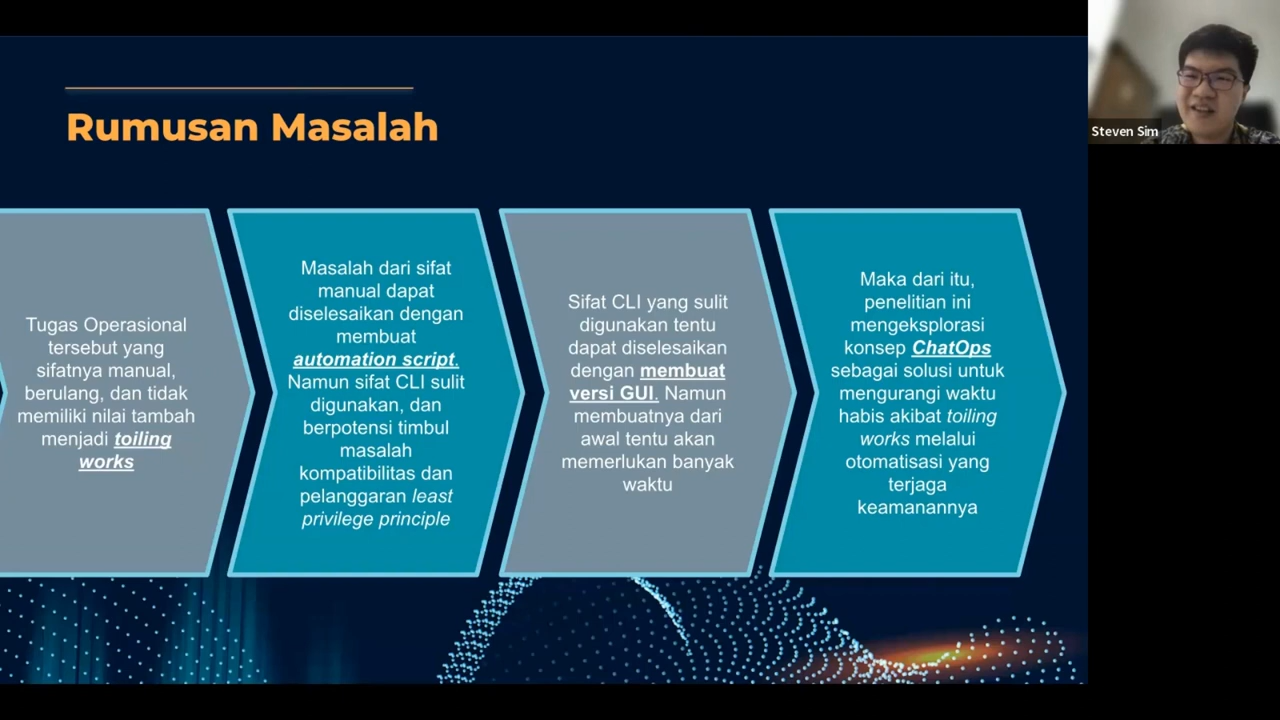 Rumusan Masalah
Tugas Operasional
tersebut yang
sifatnya manual,
berulang, dan tidak
memiliki nilai tambah
menjadi toiling
works
Masalah dari sifat
manual dapat
diselesaikan dengan
membuat
automation script.
Namun sifat CLI sulit
digunakan, dan
berpotensi timbul
masalah
kompatibilitas dan
pelanggaran least
privilege principle
Sifat CLI yang sulit
digunakan tentu
dapat diselesaikan
dengan membuat
versi GUI. Namun
membuatnya dari
awal tentu akan
memerlukan banyak
waktu
Maka dari itu,
penelitian ini
mengeksplorasi
konsep ChatOps
sebagai solusi untuk
mengurangi waktu
habis akibat toiling
works melalui
otomatisasi yang
terjaga
keamanannya
Steven Sim